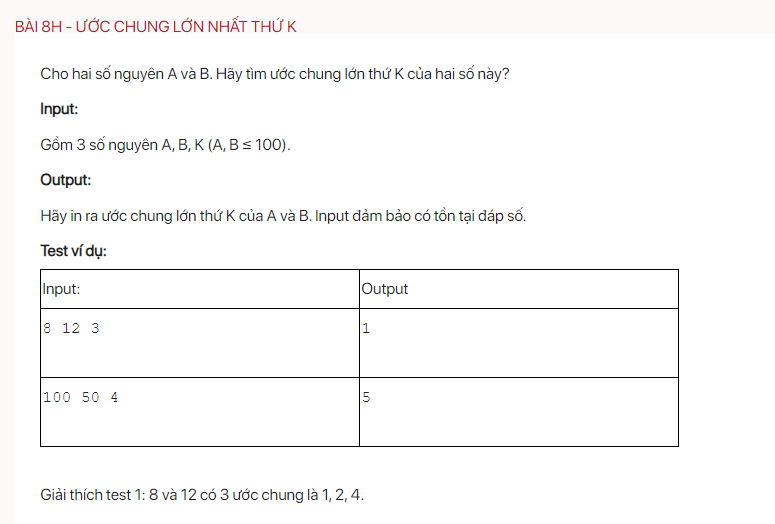 BÀI 8H - ƯỚC CHUNG LỚN NHẤT THỨ K
Cho hai số nguyên A và B. Hãy tìm ước chung lớn thứ K của hai số này?
Input:
Gồm 3 số nguyên A, B, K (A, B ≤ 100).
Output:
Hãy in ra ước chung lớn thứ K của A và B. Input đảm bảo có tồn tại đáp số.
Test ví dụ:
Input: Output
8 12 3 1
100 50 4 5
Giải thích test 1: 8 và 12 có 3 ước chung là 1, 2, 4.